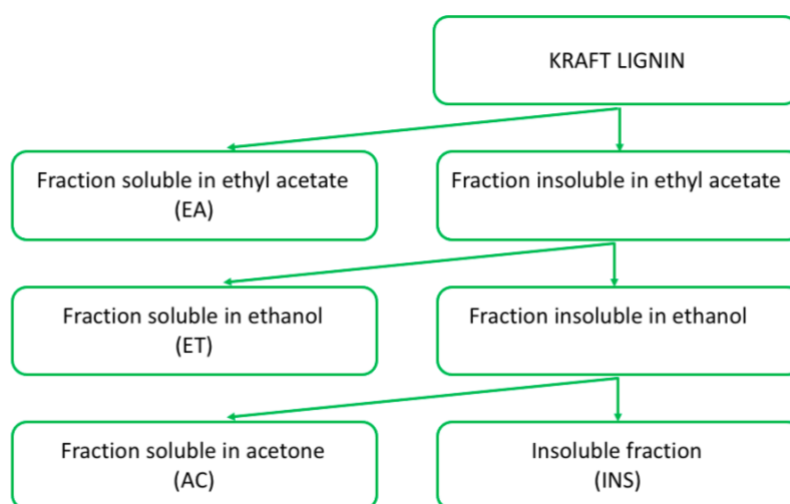 KRAFT LIGNIN
Fraction soluble in ethyl acetate
(EA)
Fraction insoluble in ethyl acetate
Fraction soluble in ethanol
(ET)
Fraction insoluble in ethanol
Fraction soluble in acetone
(AC)
Insoluble fraction
(INS)